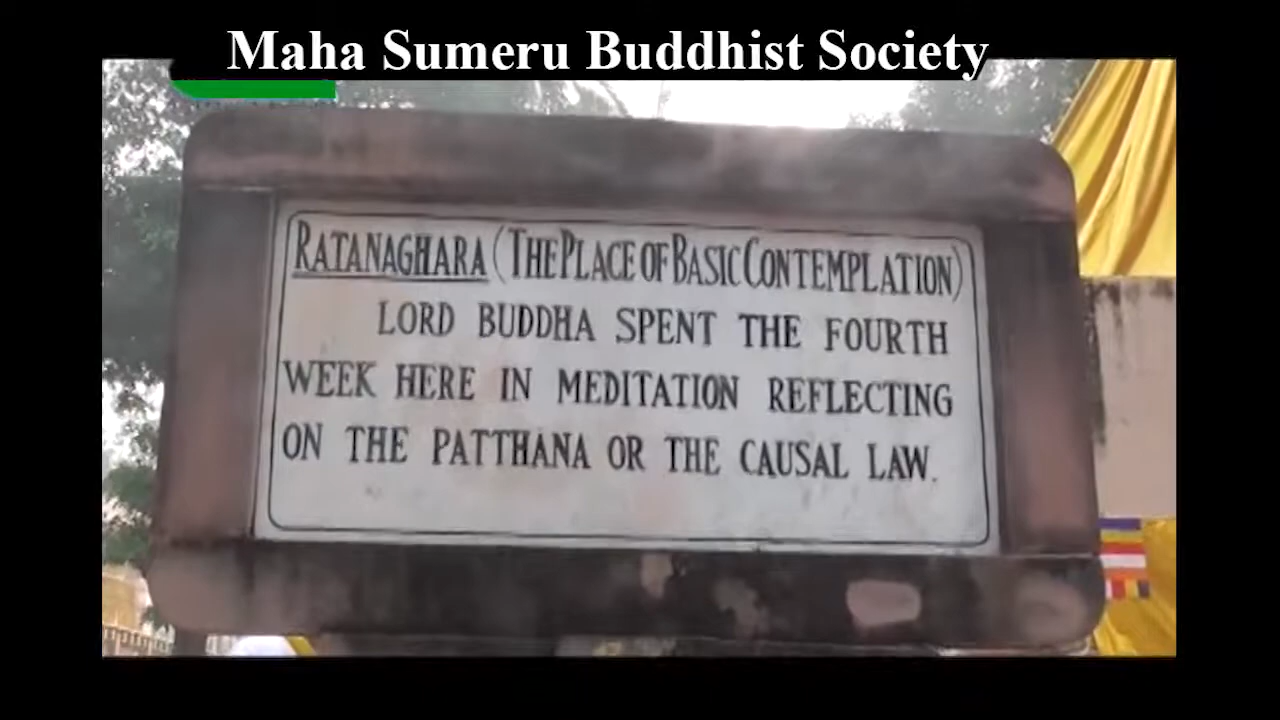 Maha Sumeru Buddhist Society
RATANAGHARA (THE PLACE OF BASIC CONTEMPLATION)
LORD BUDDHA SPENT THE FOURTH
WEEK HERE IN MEDITATION REFLECTING
ON THE PATTHANA OR THE CAUSAL LAW.